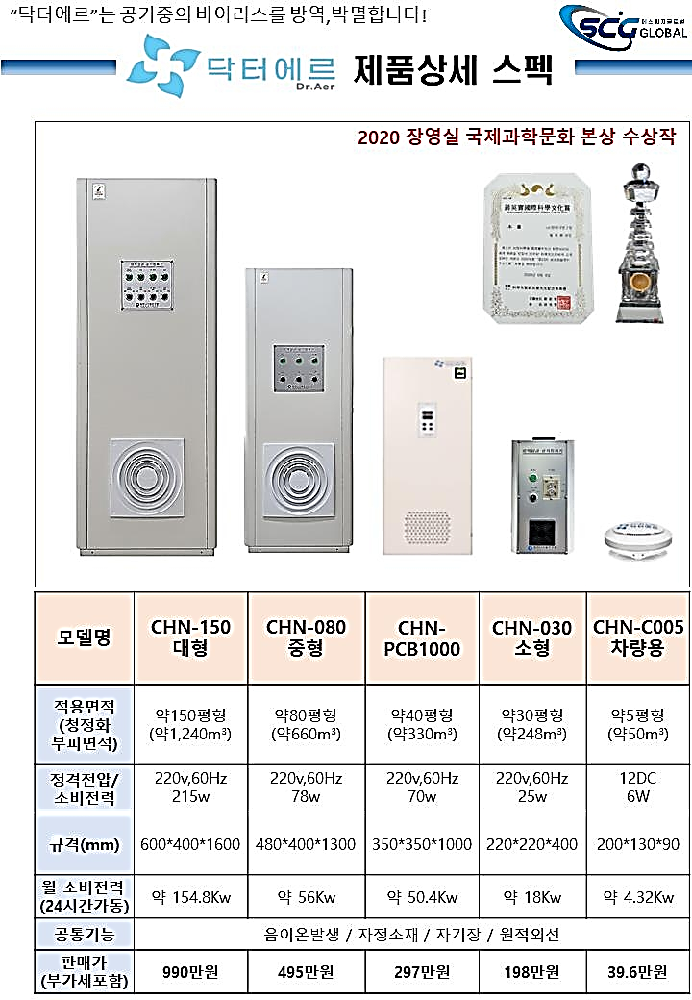 “닥터에르”는 공기중의 바이러스를 방역,박멸합니다!
SCG
에스씨지글로벌
GLOBAL
닥터에르
Dr.Aer
제품상세 스펙
2020 장영실 국제과학문화 본상 수상작
蔣英實國際科學文化賞
모델명
CHN-150
대형
CHN-080
중형
CHN-
PCB1000
CHN-030
소형
CHN-C005
차량용
적용면적
(청정화
부피면적)
약150평형
(약1,240m³)
약80평형
(약660m³)
약40평형
(약330m³)
약30평형
(약248m³)
약5평형
(약50m³)
정격전압/
소비전력
220v,60Hz
215w
220v,60Hz
78w
220v,60Hz
70w
220v,60Hz
25w
12DC
6W
규격(mm)
600*400*1600
480*400*1300
350*350*1000
220*220*400
200*130*90
월 소비전력
(24시간가동)
약 154.8Kw
약 56Kw
약 50.4Kw
약 18Kw
약 4.32Kw
공통기능
음이온발생 / 자정소재 / 자기장 / 원적외선
판매가
(부가세포함)
990만원
495만원
297만원
198만원
39.6만원